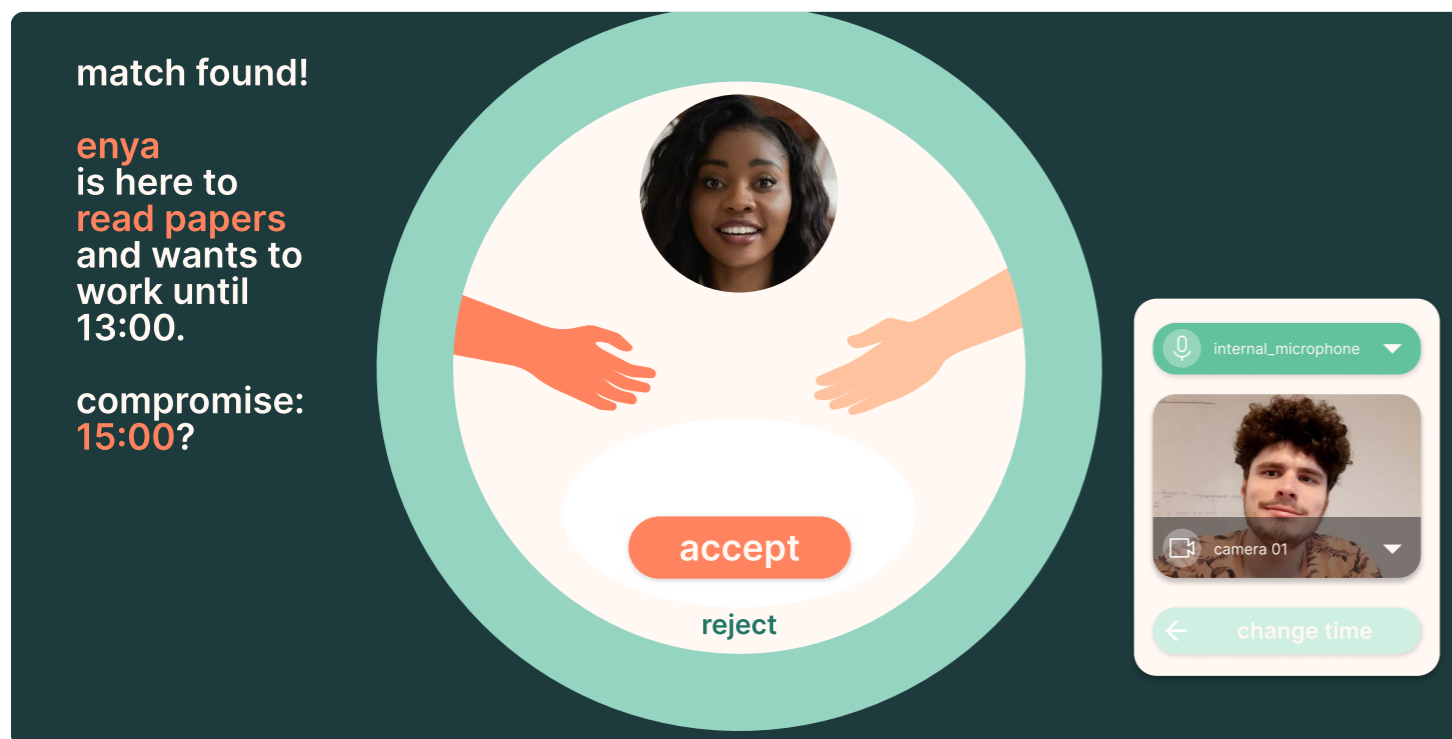 match found!
enya
is here to
read papers
and wants to
work until
13:00.
compromise:
15:00?
accept
reject
internal_microphone
camera 01
change time